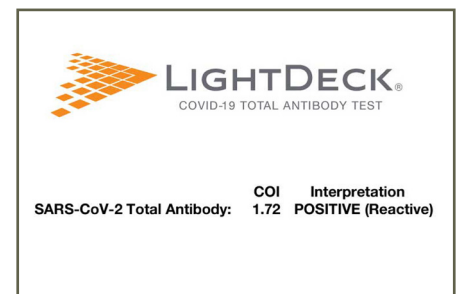 LIGHTDECK®
COVID-19 TOTAL ANTIBODY TEST
COI Interpretation
SARS-CoV-2 Total Antibody: 1.72 POSITIVE (Reactive)